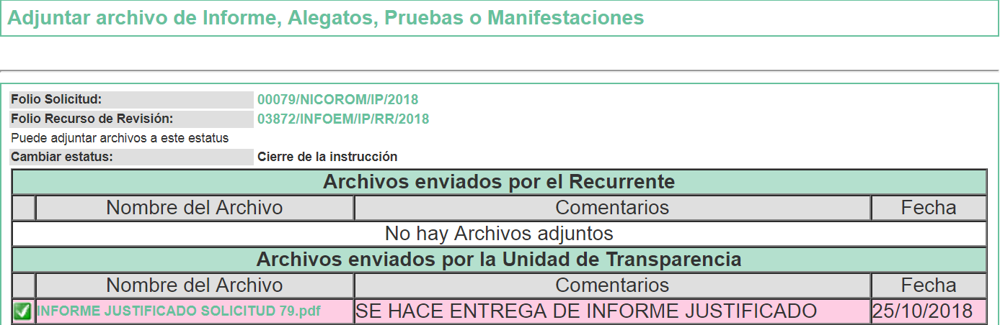 Adjuntar archivo de Informe, Alegatos, Pruebas o Manifestaciones
Folio Solicitud: 00079/NICOROM/IP/2018
Folio Recurso de Revisión: 03872/INFOEM/IP/RR/2018
Puede adjuntar archivos a este estatus
Cambiar estatus: Cierre de la instrucción
Archivos enviados por el Recurrente
Nombre del Archivo Comentarios Fecha
No hay Archivos adjuntos
Archivos enviados por la Unidad de Transparencia
Nombre del Archivo Comentarios Fecha
INFORME JUSTIFICADO SOLICITUD 79.pdf SE HACE ENTREGA DE INFORME JUSTIFICADO 25/10/2018